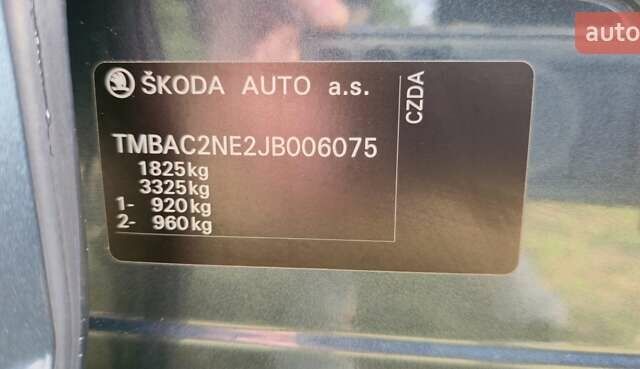 auto
ŠKODA AUTO a.s.
CZDA
TMBAC2NE2JB006075
1825kg
3325kg
1- 920kg
2- 960kg